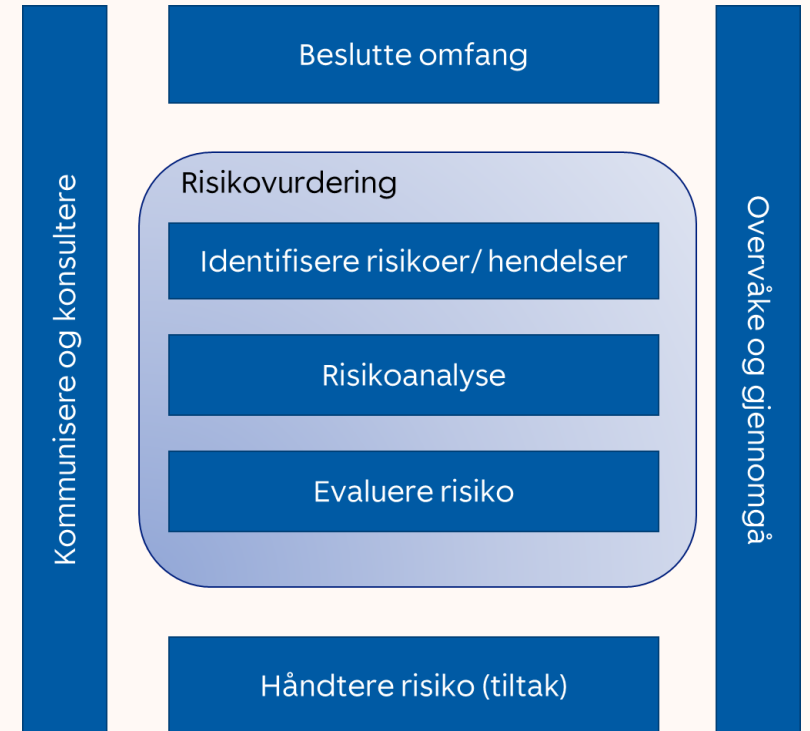 Beslutte omfang
Kommunisere og konsultere
Risikovurdering
Identifisere risikoer/ hendelser
Risikoanalyse
Evaluere risiko
Overvåke og gjennomgå
Håndtere risiko (tiltak)